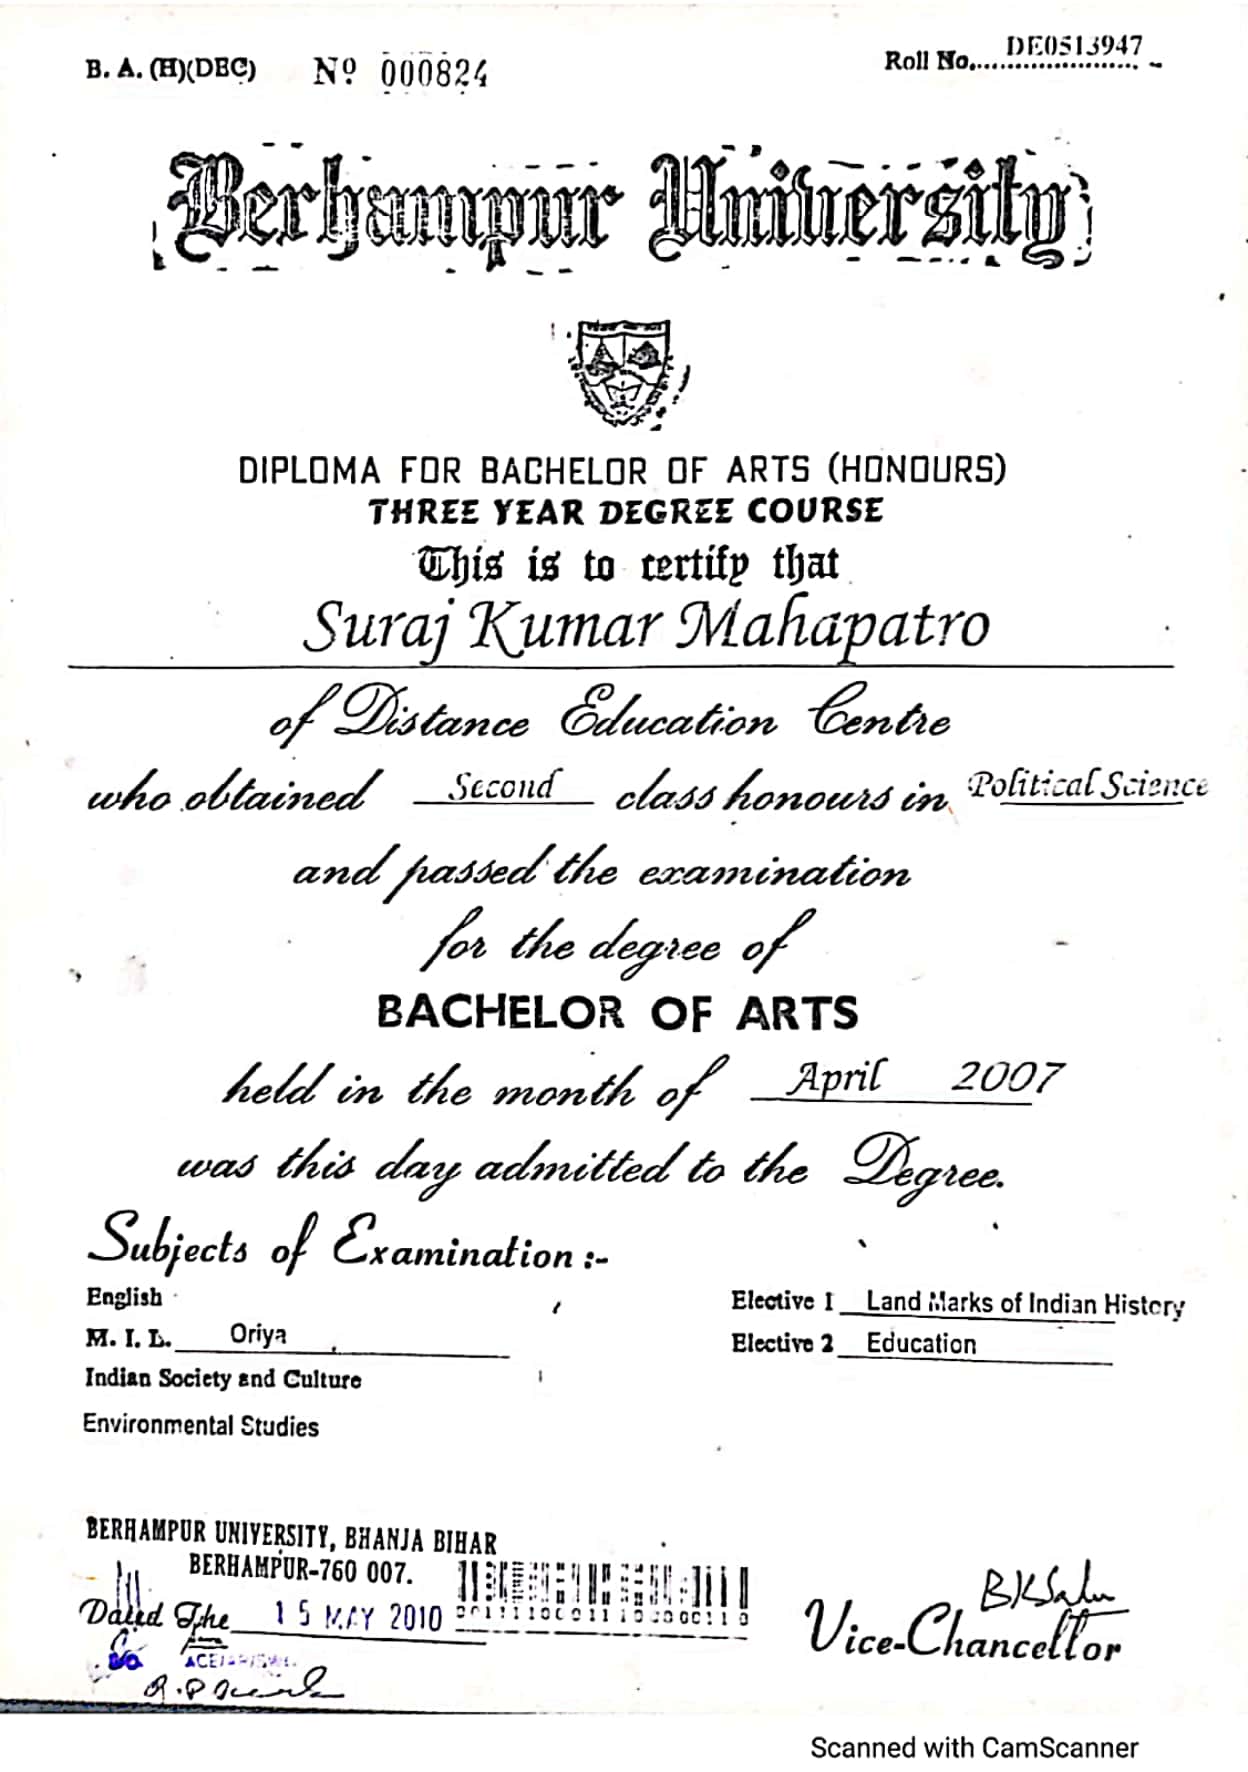 B. A. (H)(DEC) Nº 000824
Roll No. DE0513947
Berhampur University
DIPLOMA FOR BACHELOR OF ARTS (HONOURS)
THREE YEAR DEGREE COURSE
This is to certify that
Suraj Kumar Mahapatro
of Distance Education Centre
who obtained Second class honours in Political Science
and passed the examination
for the degree of
BACHELOR OF ARTS
held in the month of April 2007
was this day admitted to the Degree.
Subjects of Examination :-
English
M. I. L. Oriya
Indian Society and Culture
Environmental Studies
Elective 1 Land Marks of Indian History
Elective 2 Education
BERHAMPUR UNIVERSITY, BHANJA BIHAR
BERHAMPUR-760 007.
Dated The 15 MAY 2010
BKSahu
Vice-Chancellor
Scanned with CamScanner